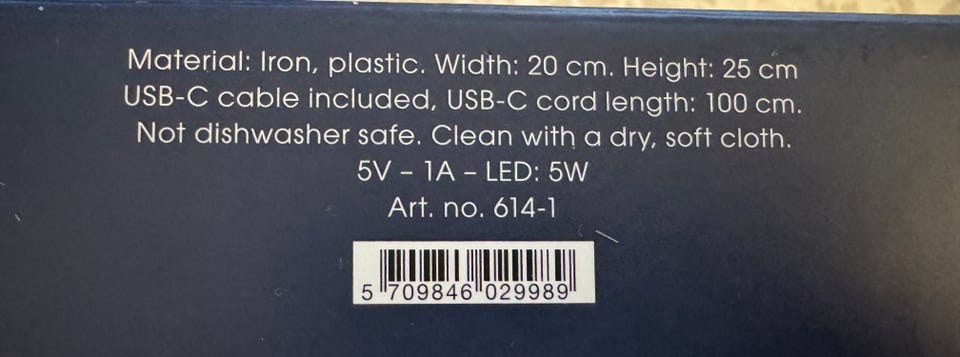 Material: Iron, plastic. Width: 20 cm. Height: 25 cm
USB-C cable included, USB-C cord length: 100 cm.
Not dishwasher safe. Clean with a dry, soft cloth.
5V – 1A – LED: 5W
Art. no. 614-1
5 709846 029989